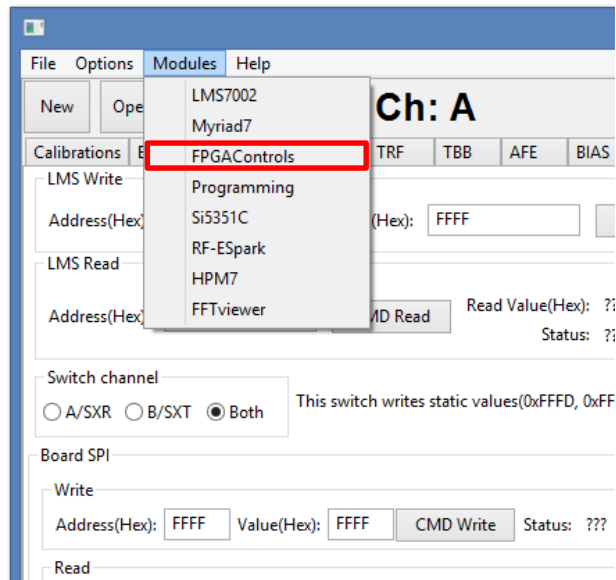 File Options Modules Help
New Ope Ch: A
LMS7002
Myriad7
FPGAControls
Programming
Si5351C
RF-ESpark
HPM7
FFTviewer
Calibrations TRF TBB AFE BIAS
LMS Write
Address(Hex) (Hex): FFFF
LMS Read
Address(Hex) MD Read Read Value(Hex): ??
Status: ??
Switch channel
A/SXR B/SXT Both This switch writes static values(0xFFFD, 0xFF
Board SPI
Write
Address(Hex): FFFF Value(Hex): FFFF CMD Write Status: ???
Read